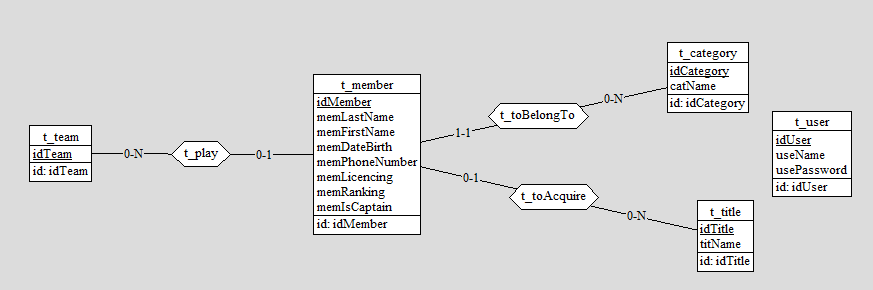 t_team
idTeam
id: idTeam
0-N
t_play
0-1
t_member
idMember
memLastName
memFirstName
memDateBirth
memPhoneNumber
memLicencing
memRanking
memIsCaptain
id: idMember
1-1
t_toBelongTo
0-N
t_category
idCategory
catName
id: idCategory
0-1
t_toAcquire
0-N
t_title
idTitle
titName
id: idTitle
t_user
idUser
useName
usePassword
id: idUser